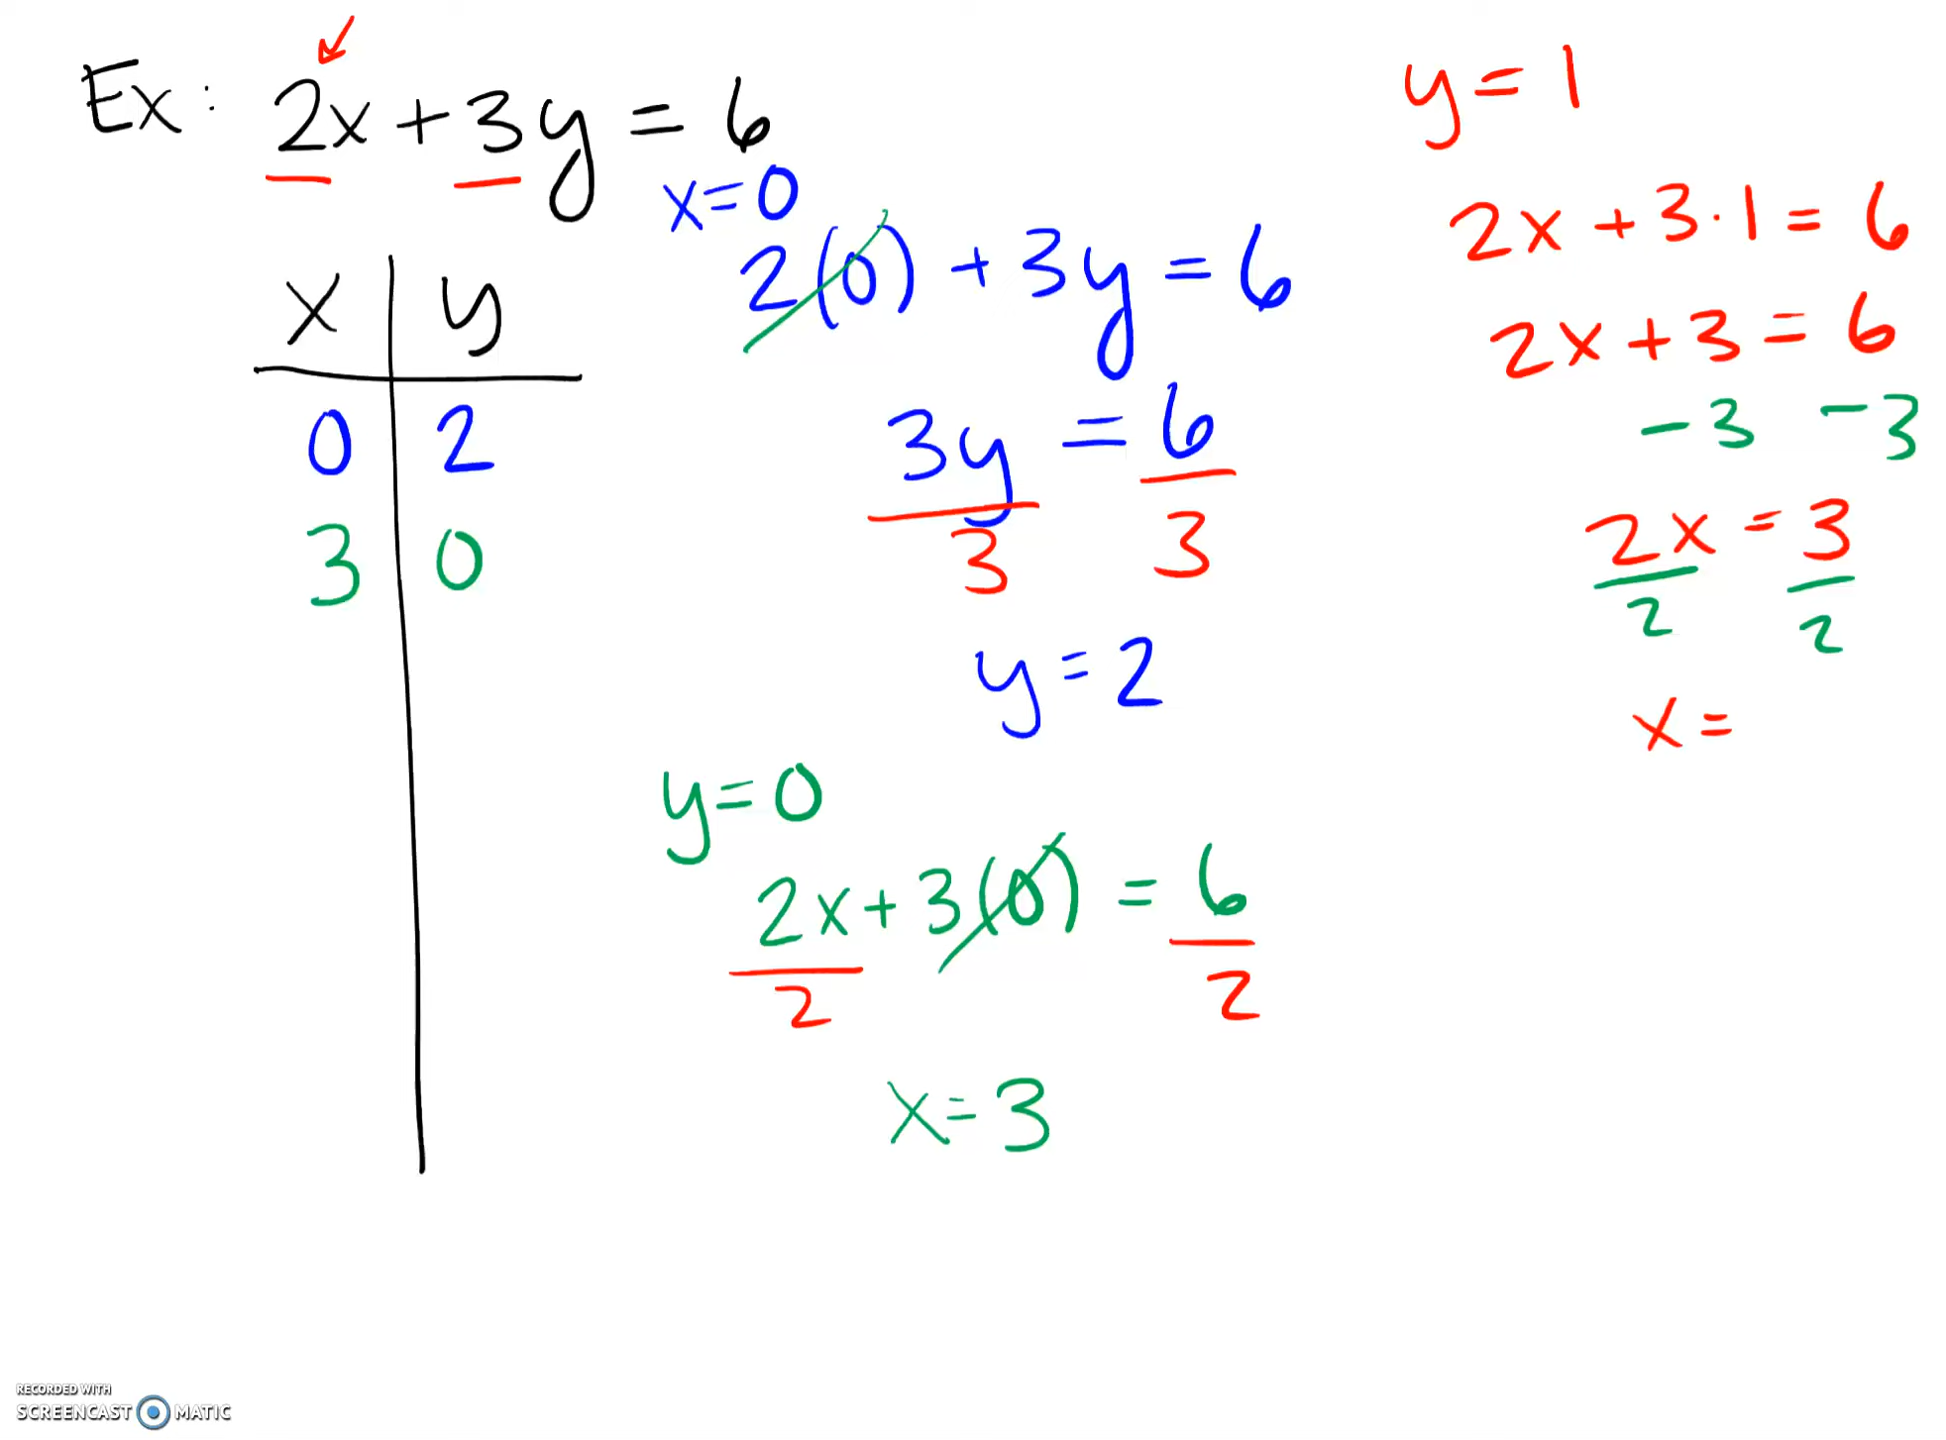 Ex: 2x + 3y = 6
x | y
0 | 2
3 | 0
x = 0
2(0) + 3y = 6
3y = 6
3 3
y = 2
y = 0
2x + 3(0) = 6
2 2
x = 3
y = 1
2x + 3 · 1 = 6
2x + 3 = 6
- 3 - 3
2x = 3
2 2
x =
RECORDED WITH
SCREENCAST MATIC